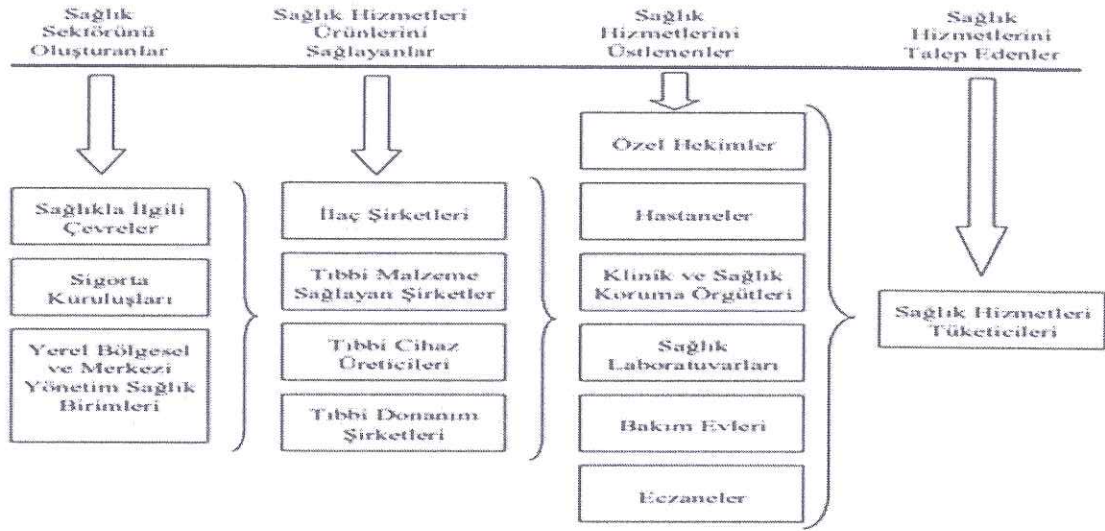 Sağlık
Sektörünü
Oluşturanlar
Sağlık Hizmetleri
Ürünlerini
Sağlayanlar
Sağlık
Hizmetlerini
Üstlenenler
Sağlık
Hizmetlerini
Talep Edenler
Sağlıkla İlgili
Çevreler
Sigorta
Kuruluşları
Yerel Bölgesel
ve Merkezi
Yönetim Sağlık
Birimleri
İlaç Şirketleri
Tıbbi Malzeme
Sağlayan Şirketler
Tıbbi Cihaz
Üreticileri
Tıbbi Donanım
Şirketleri
Özel Hekimler
Hastaneler
Klinik ve Sağlık
Koruma Örgütleri
Sağlık
Laboratuvarları
Bakım Evleri
Eczaneler
Sağlık Hizmetleri
Tüketicileri